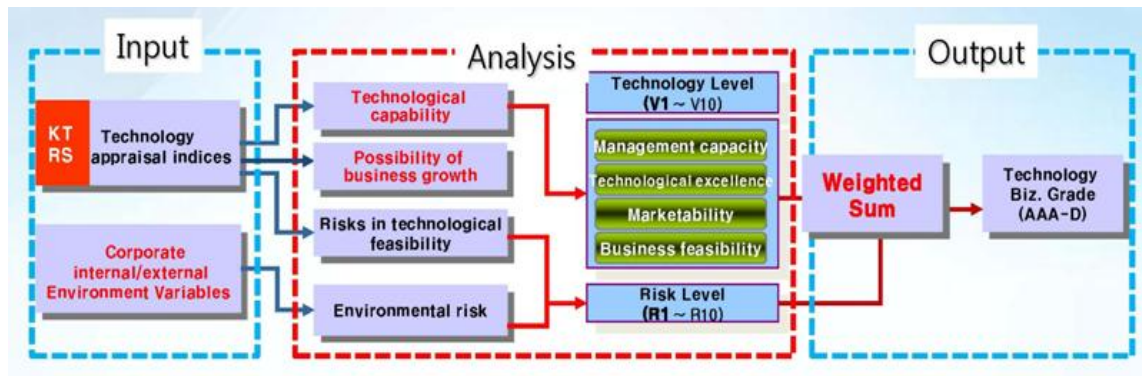 Input
KT
RS
Technology
appraisal indices
Corporate
internal/external
Environment Variables
Analysis
Technological
capability
Possibility of
business growth
Risks in technological
feasibility
Environmental risk
Technology Level
(V1 ~ V10)
Management capacity
Technological excellence
Marketability
Business feasibility
Risk Level
(R1 ~ R10)
Output
Weighted
Sum
Technology
Biz. Grade
(AAA-D)